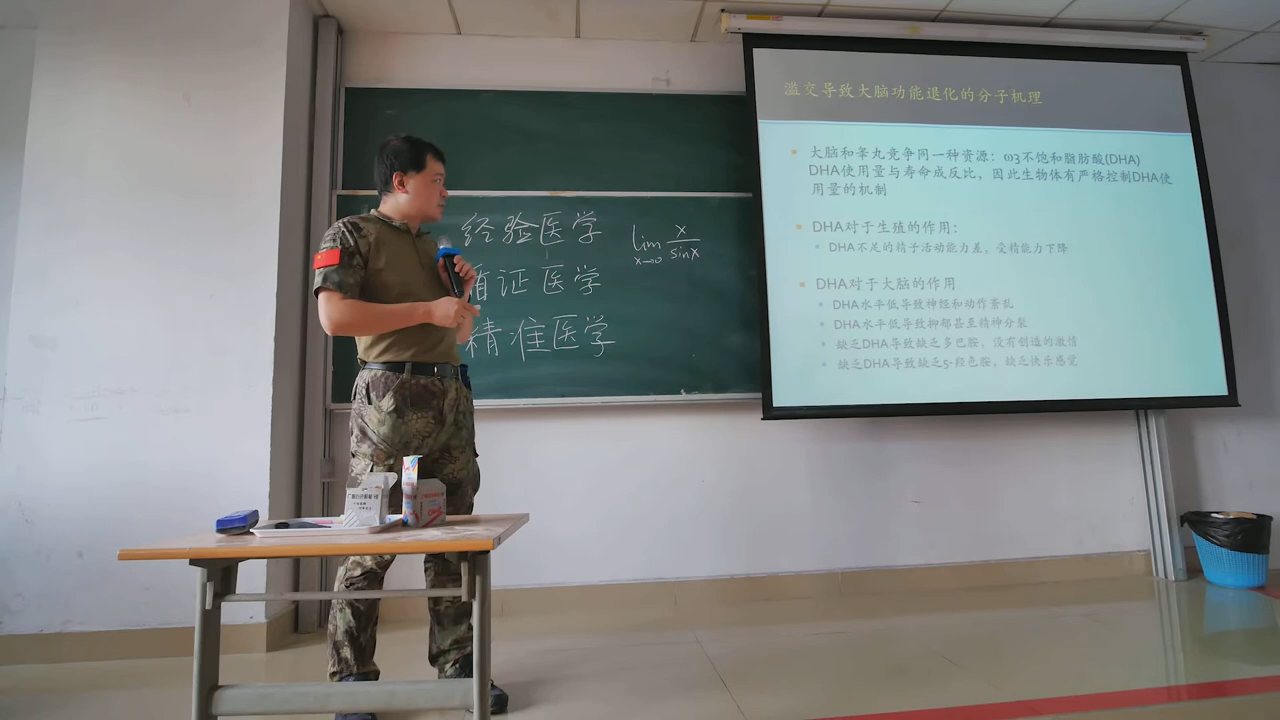 经验医学
循证医学
精准医学
lim x/sinx
x→0
滥交导致大脑功能退化的分子机理
大脑和睾丸竞争同一种资源：ω3不饱和脂肪酸(DHA)
DHA使用量与寿命成反比，因此生物体有严格控制DHA使
用量的机制
DHA对于生殖的作用：
DHA不足的精子活动能力差，受精能力下降
DHA对于大脑的作用
DHA水平低导致神经和动作紊乱
DHA水平低导致抑郁甚至精神分裂
缺乏DHA导致缺乏多巴胺，没有创造的激情
缺乏DHA导致缺乏5-羟色胺，缺乏快乐感觉